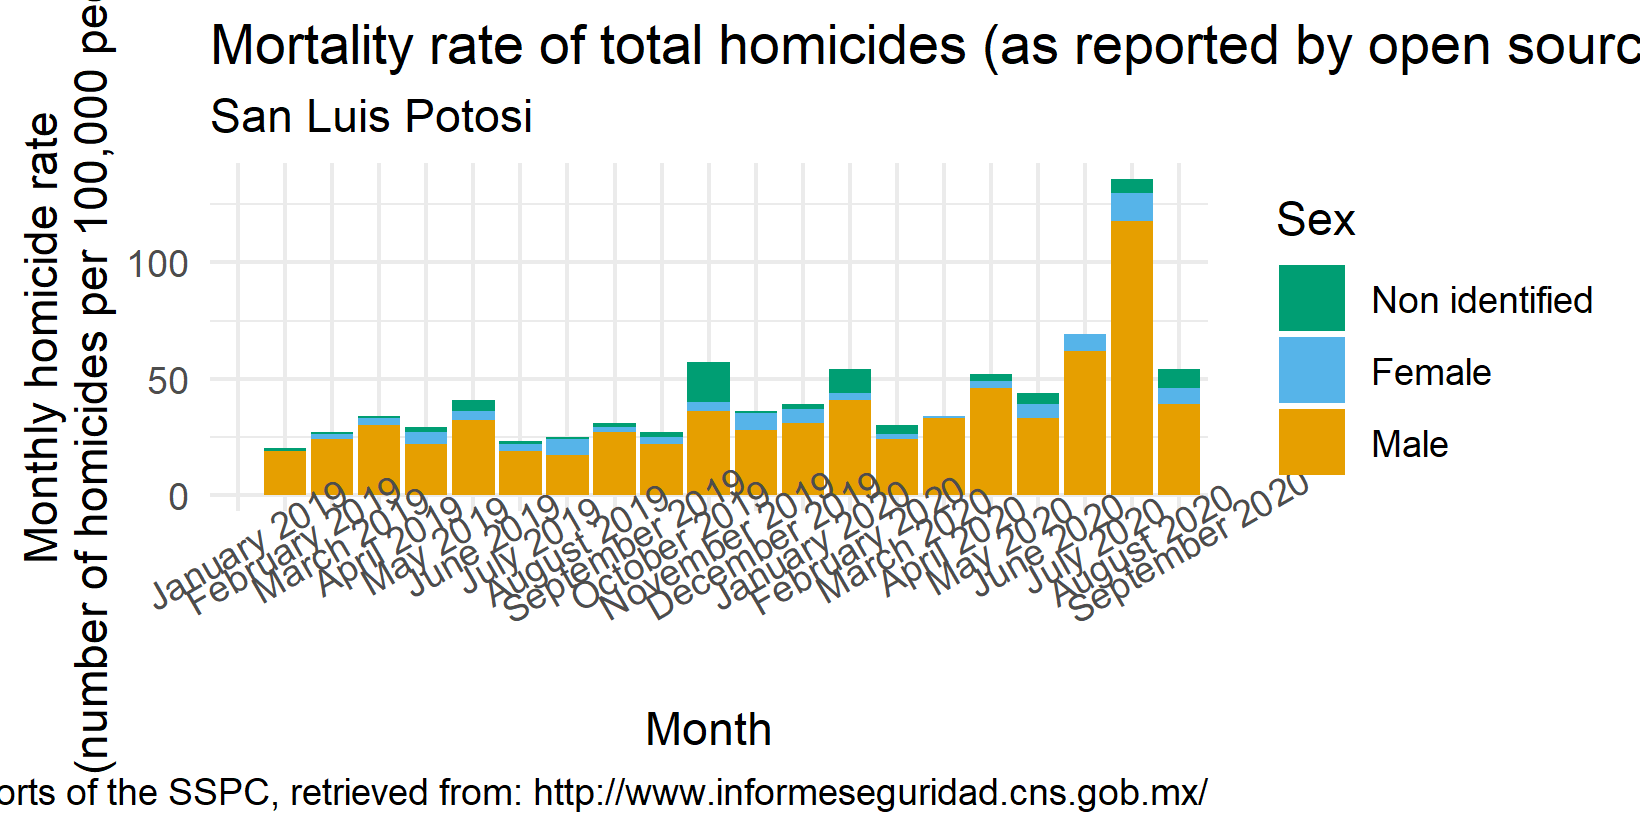 Mortality rate of total homicides (as reported by open sourc
San Luis Potosi
Monthly homicide rate
(number of homicides per 100,000 pe
100
50
0
January 2019
February 2019
March 2019
April 2019
May 2019
June 2019
July 2019
August 2019
September 2019
October 2019
November 2019
December 2019
January 2020
February 2020
March 2020
April 2020
May 2020
June 2020
July 2020
August 2020
September 2020
Month
Sex
Non identified
Female
Male
orts of the SSPC, retrieved from: http://www.informeseguridad.cns.gob.mx/